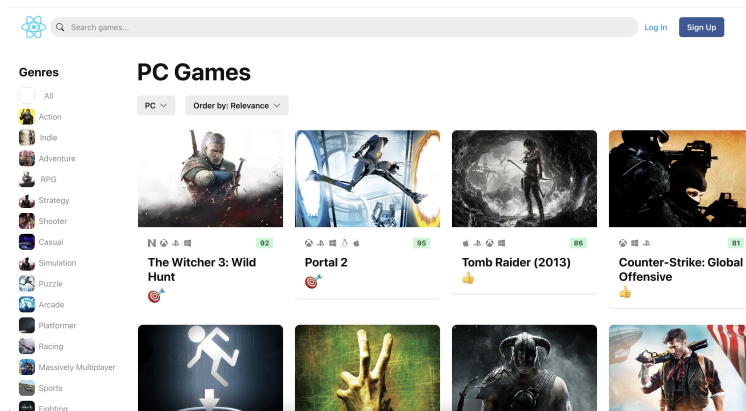 Search games...
Log In
Sign Up
Genres
All
Action
Indie
Adventure
RPG
Strategy
Shooter
Casual
Simulation
Puzzle
Arcade
Platformer
Racing
Massively Multiplayer
Sports
Fighting
PC Games
PC
Order by: Relevance
92
The Witcher 3: Wild
Hunt
95
Portal 2
86
Tomb Raider (2013)
81
Counter-Strike: Global
Offensive